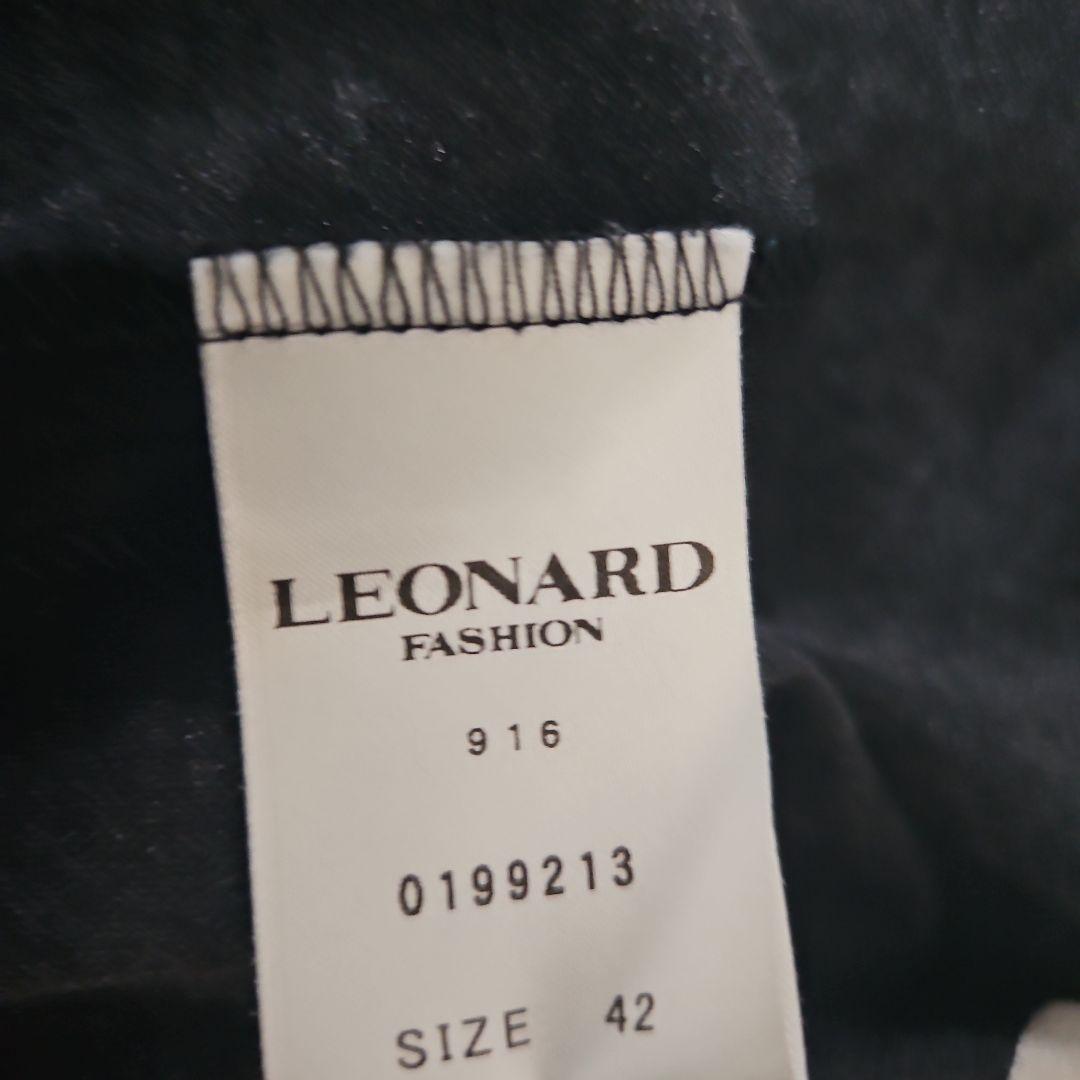 LEONARD
FASHION
916
0199213
SIZE 42